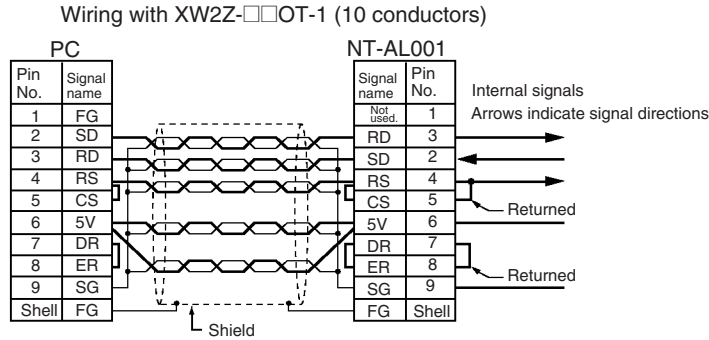 Wiring with XW2Z-□□OT-1 (10 conductors)
PC NT-AL001
Pin No. Signal name Signal name Pin No. Internal signals
1 FG Not used. 1 Arrows indicate signal directions
2 SD RD 3
3 RD SD 2
4 RS RS 4
5 CS CS 5 Returned
6 5V 5V 6
7 DR DR 7
8 ER ER 8 Returned
9 SG SG 9
Shell FG FG Shell
Shield